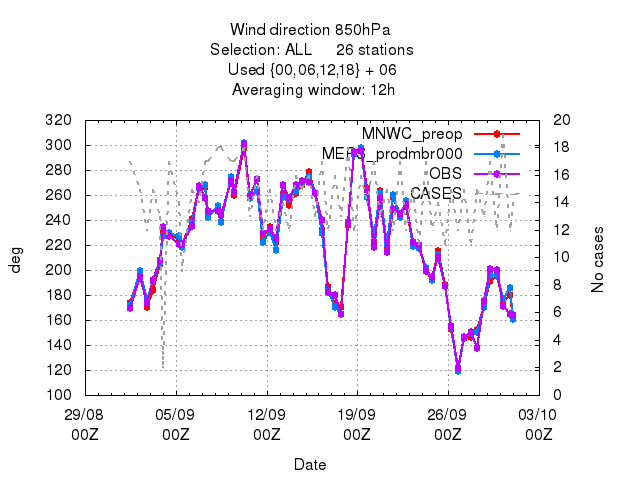 Wind direction 850hPa
Selection: ALL 26 stations
Used {00,06,12,18} + 06
Averaging window: 12h
MNWC_preop
MEPS_prodmbr000
OBS
CASES
deg
320
300
280
260
240
220
200
180
160
140
120
100
No cases
20
18
16
14
12
10
8
6
4
2
0
29/08 05/09 12/09 19/09 26/09 03/10
00Z 00Z 00Z 00Z 00Z 00Z
Date